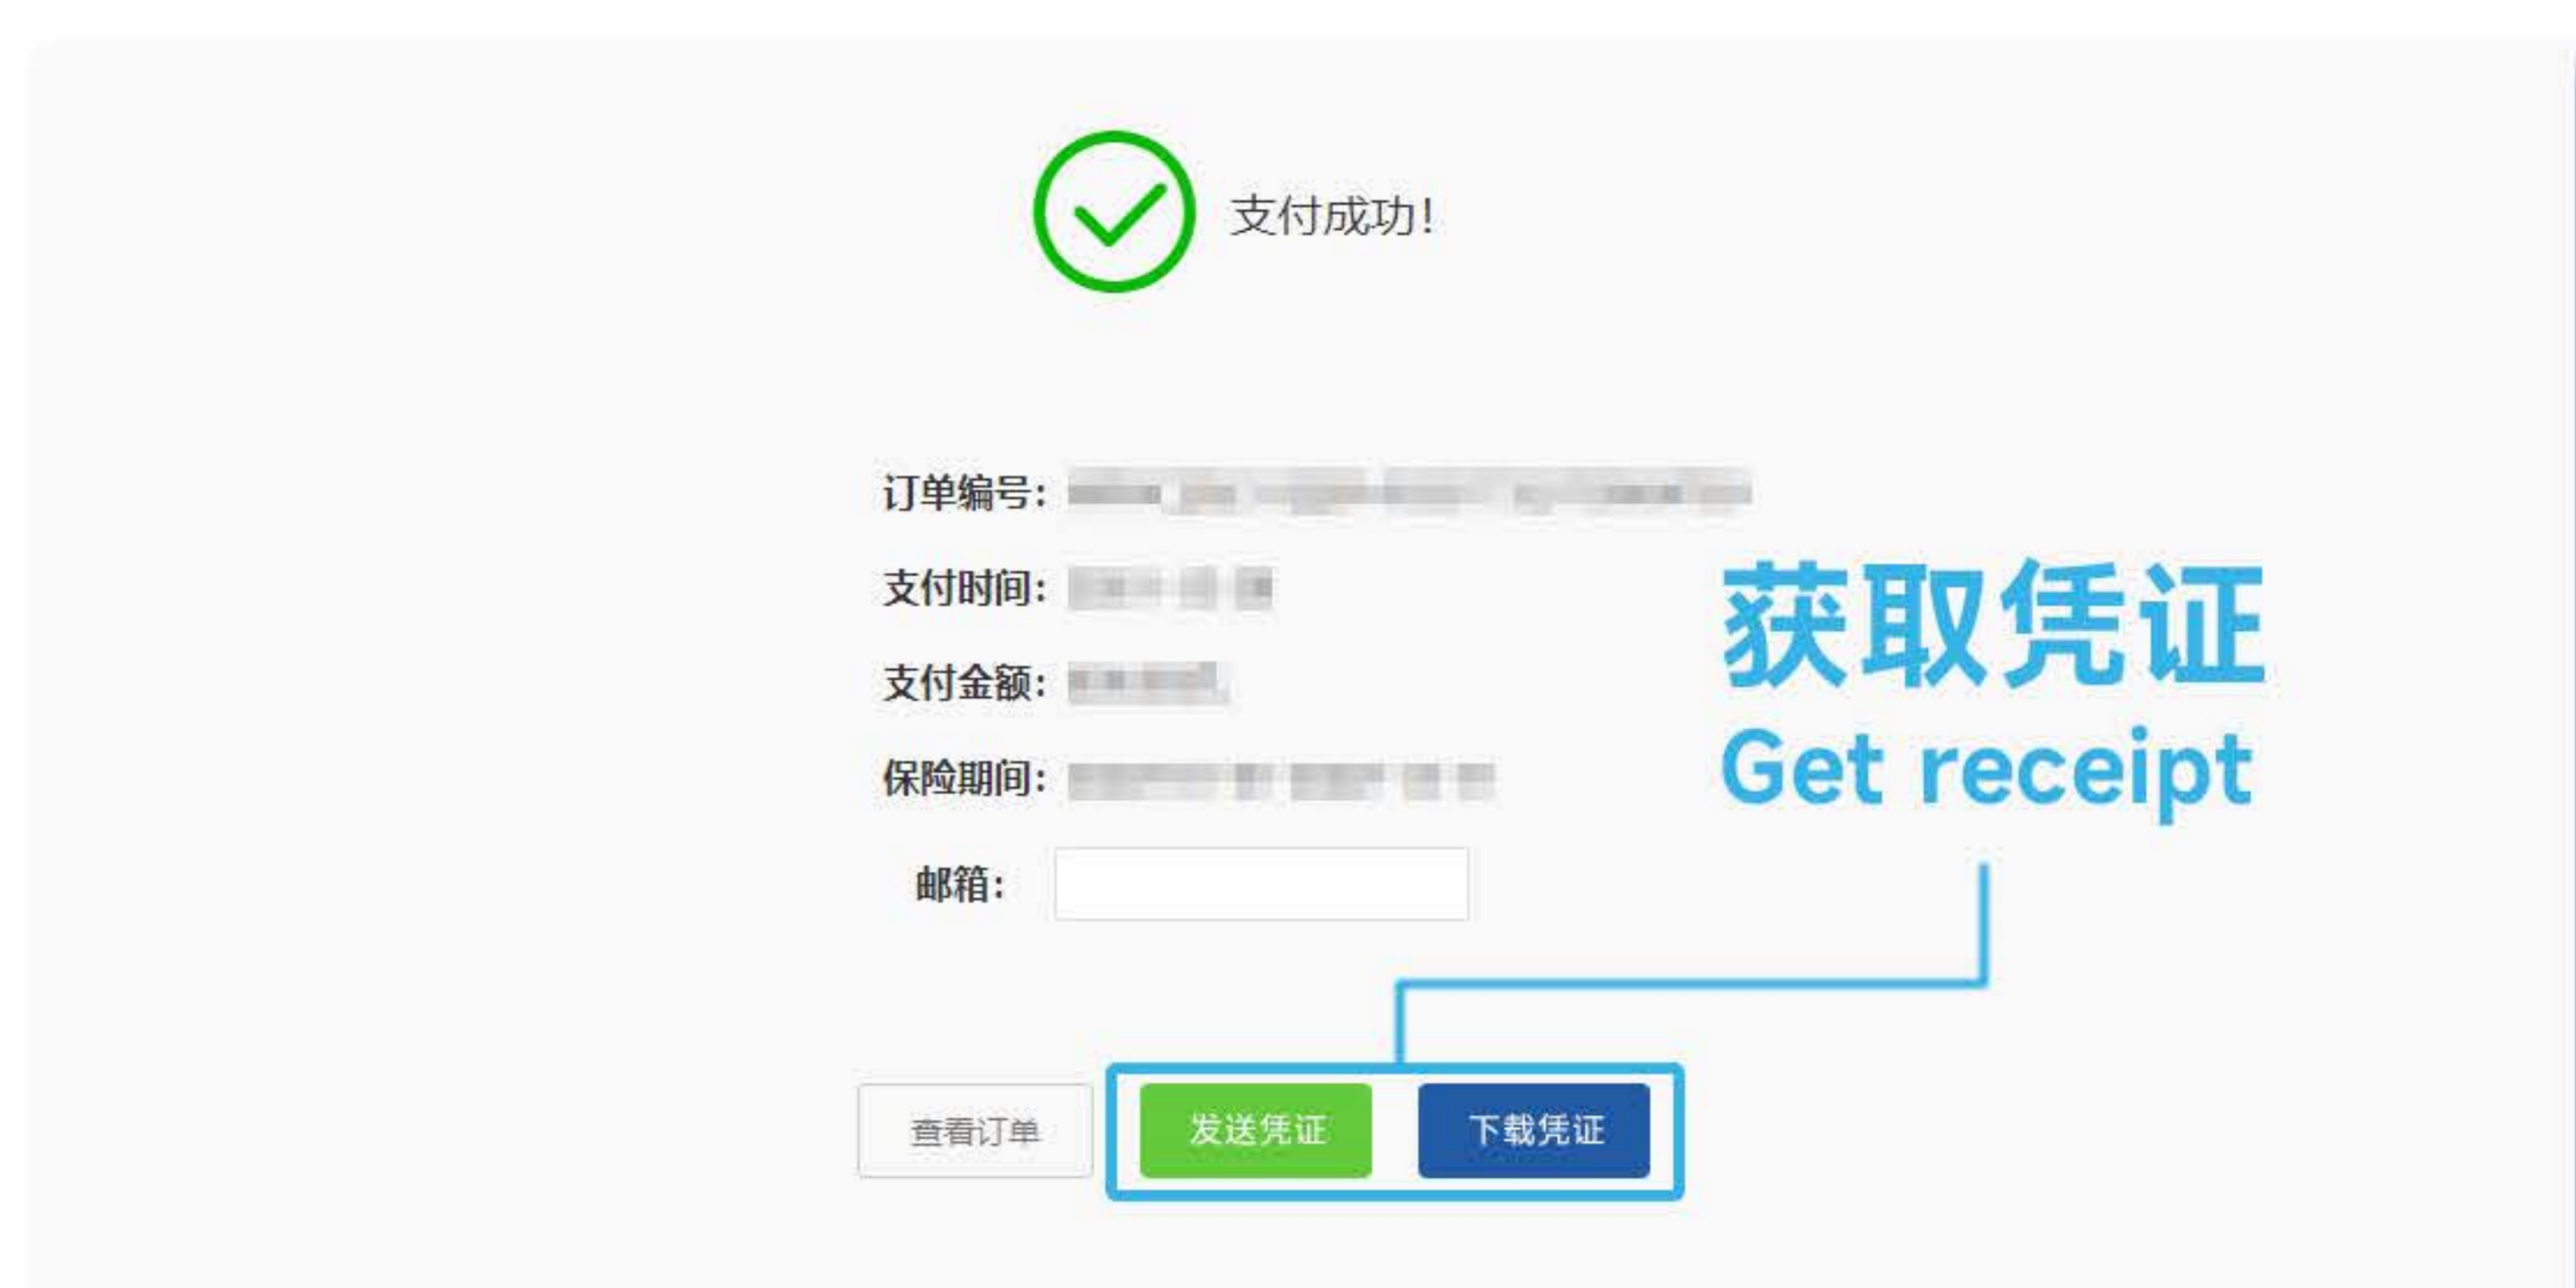 支付成功!
订单编号:
支付时间:
支付金额:
保险期间:
邮箱:
获取凭证
Get receipt
查看订单
发送凭证
下载凭证